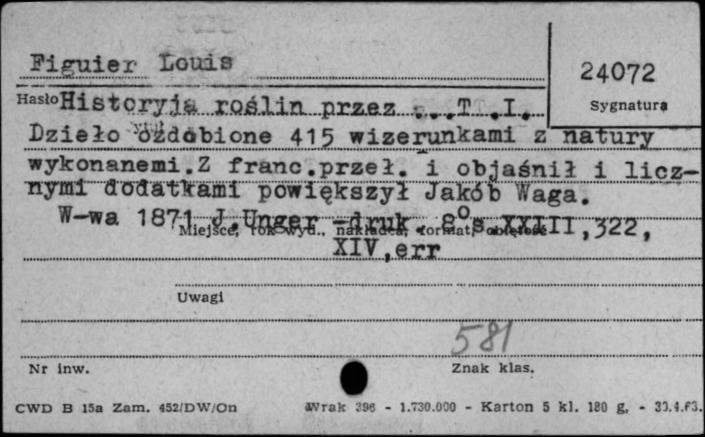 Figuier Louis
24072
Sygnatura
Hasło Historyja roślin przez ...T.I.
Dzieło ozdobione 415 wizerunkami z natury
wykonanemi.Z franc.przeł. i objaśnił i licz-
nymi dodatkami powiększył Jakób Waga.
W-wa 1871 J.Unger druk 8° s.XXIII,322,
Miejsce, rok wyd., nakładca, format, objętość
XIV,err
Uwagi
581
Nr inw.
Znak klas.
CWD B 15a Zam. 452/DW/On
Wrak 396 - 1.730.000 - Karton 5 kl. 180 g. - 30.4.63.